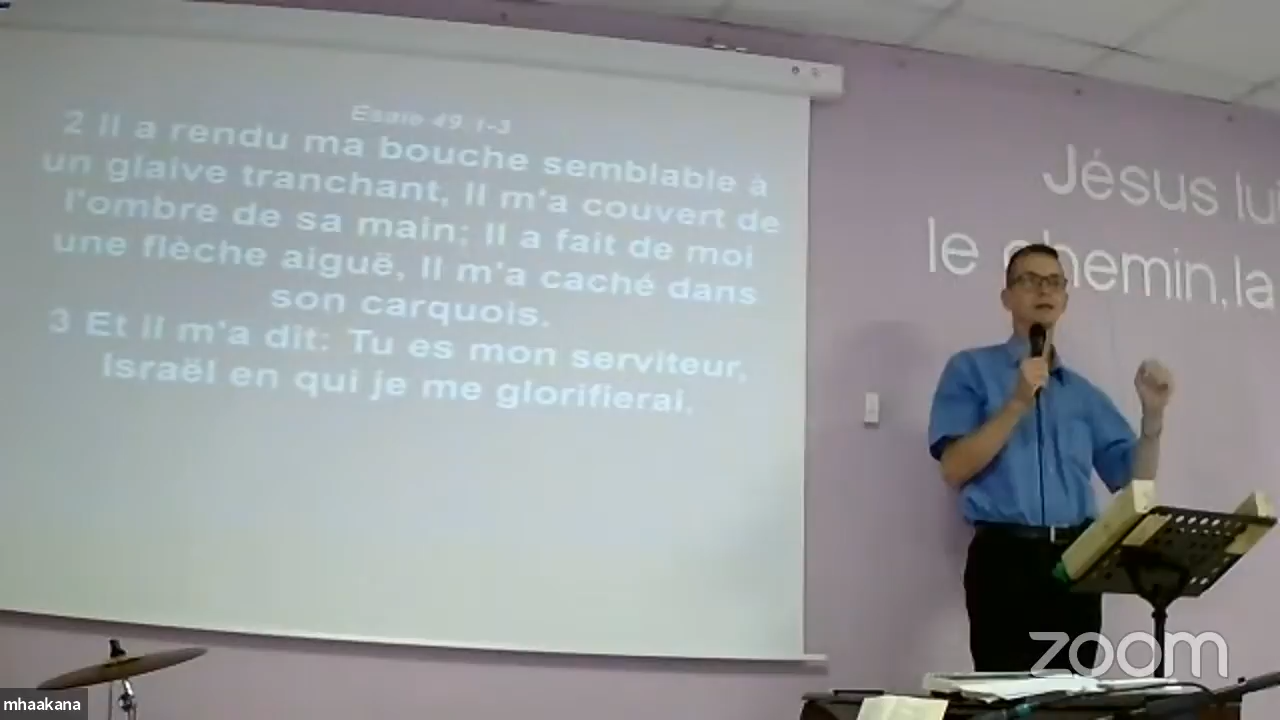 Esaïe 49.1-3
2 Il a rendu ma bouche semblable à
un glaive tranchant, Il m'a couvert de
l'ombre de sa main; Il a fait de moi
une flèche aiguë, Il m'a caché dans
son carquois.
3 Et Il m'a dit: Tu es mon serviteur,
Israël en qui je me glorifierai.
Jésus lu
le chemin,la
zoom
mhaakana